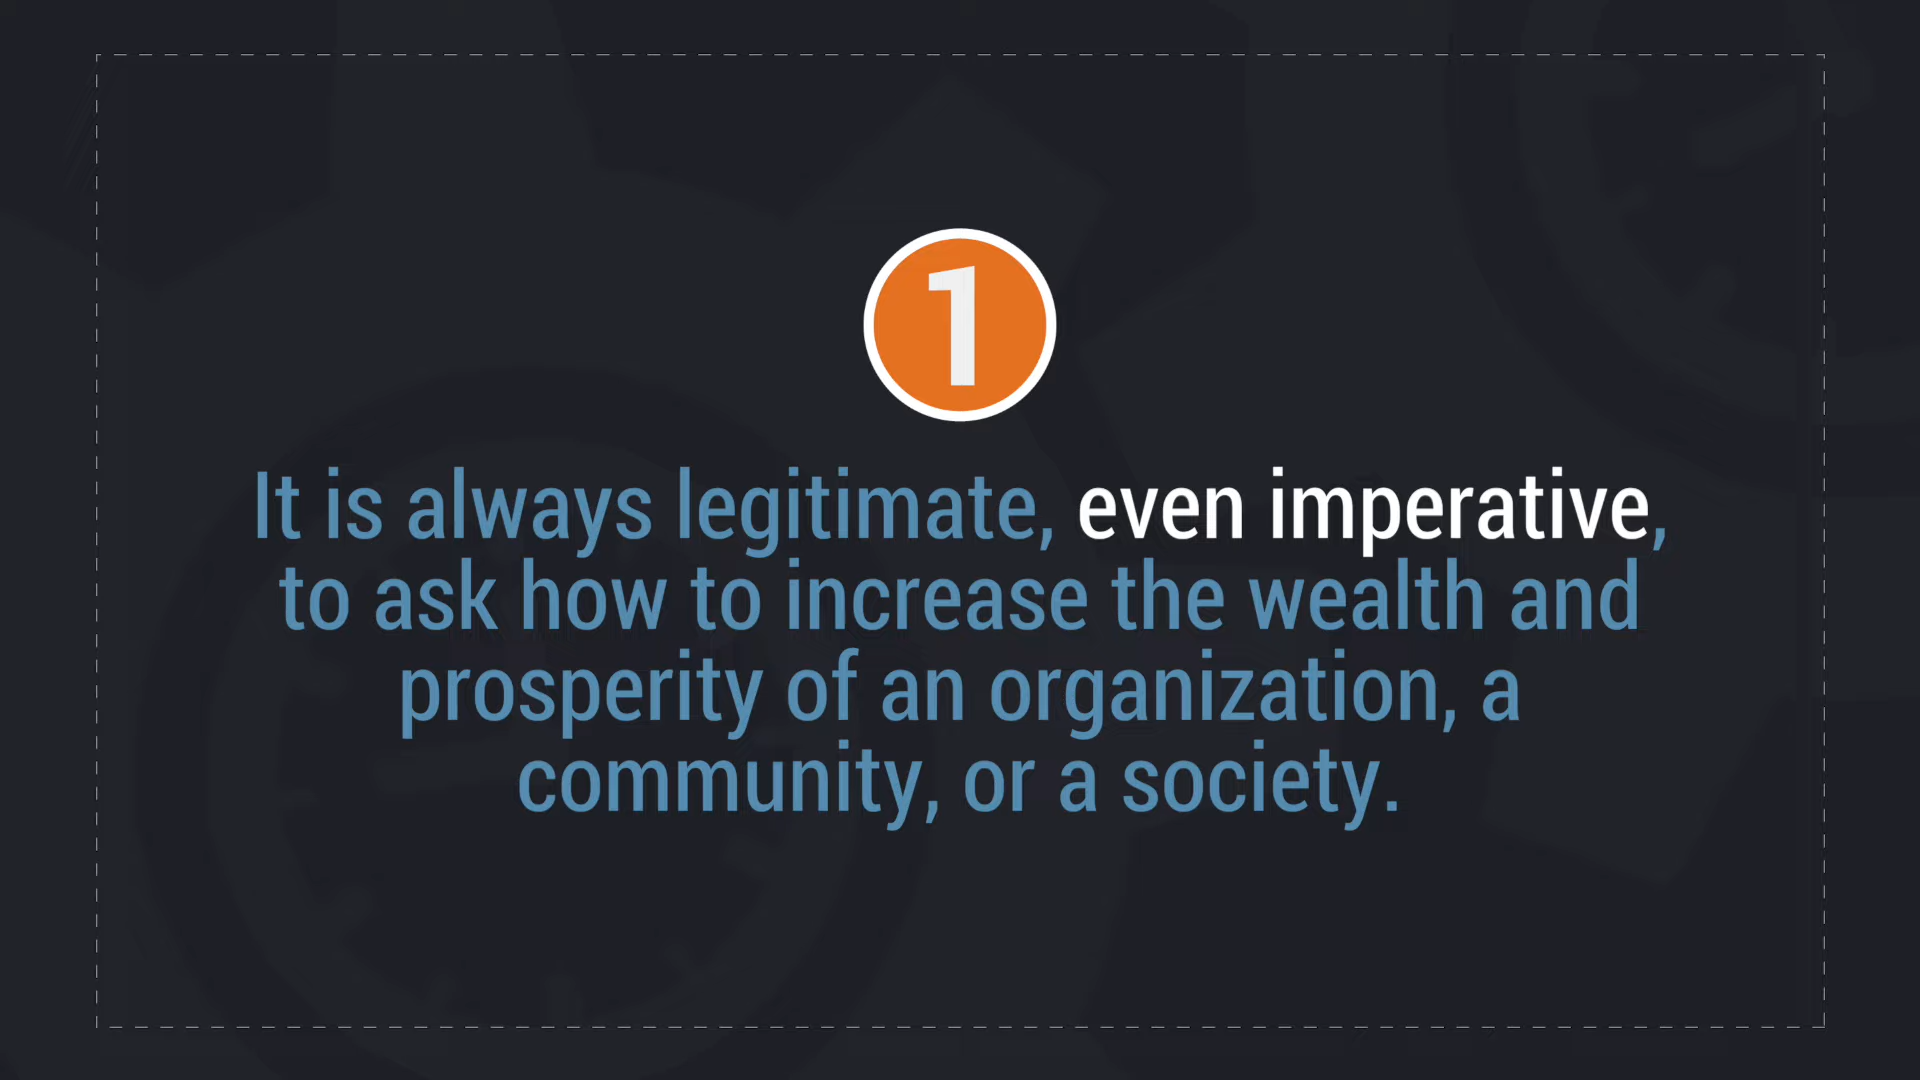 1
It is always legitimate, even imperative,
to ask how to increase the wealth and
prosperity of an organization, a
community, or a society.